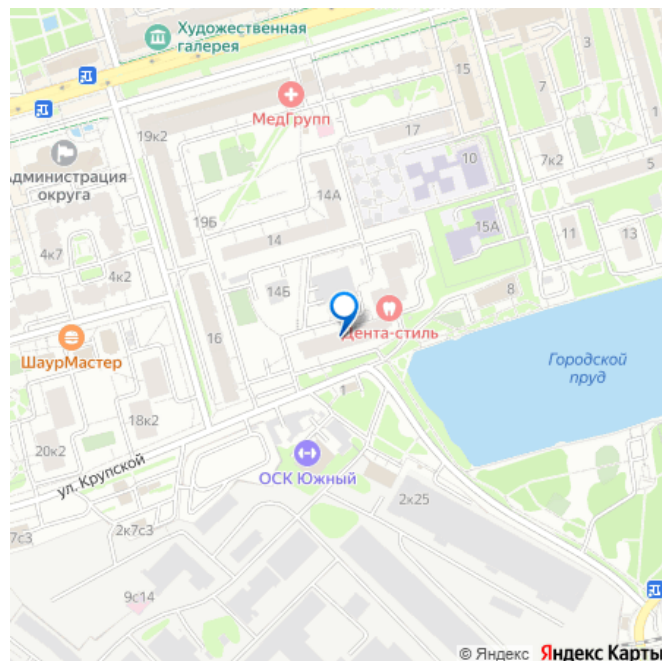 Художественная
галерея
15
3
7
МедГрупп
17
19к2
10
7к2
5
Администрация
округа
14А
19Б
15А
11
13
4к7
14
4к2
14Б
8
Дента-стиль
16
ШаурМастер
Городской
пруд
1
18к2
20к2
ул. Крупской
ОСК Южный
2к25
2к7с3
7с3
9с14
© Яндекс Яндекс Карты